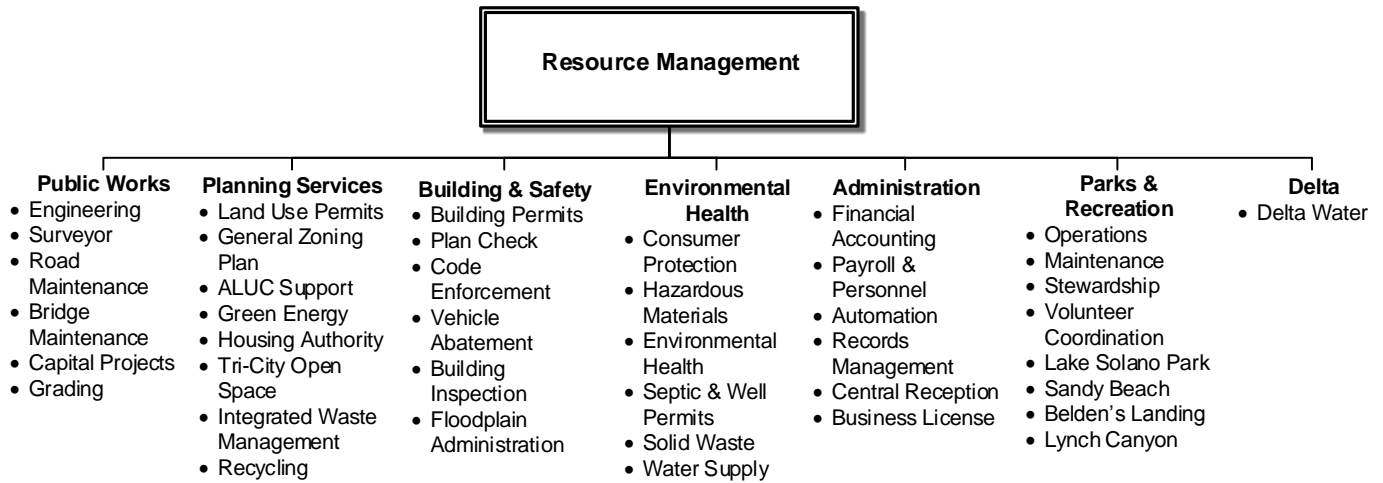 Resource Management
Public Works
• Engineering
• Surveyor
• Road
Maintenance
• Bridge
Maintenance
• Capital Projects
• Grading
Planning Services
• Land Use Permits
• General Zoning
Plan
• ALUC Support
• Green Energy
• Housing Authority
• Tri-City Open
Space
• Integrated Waste
Management
• Recycling
Building & Safety
• Building Permits
• Plan Check
• Code
Enforcement
• Vehicle
Abatement
• Building
Inspection
• Floodplain
Administration
Environmental
Health
• Consumer
Protection
• Hazardous
Materials
• Environmental
Health
• Septic & Well
Permits
• Solid Waste
• Water Supply
Administration
• Financial
Accounting
• Payroll &
Personnel
• Automation
• Records
Management
• Central Reception
• Business License
Parks &
Recreation
• Operations
• Maintenance
• Stewardship
• Volunteer
Coordination
• Lake Solano Park
• Sandy Beach
• Belden's Landing
• Lynch Canyon
Delta
• Delta Water